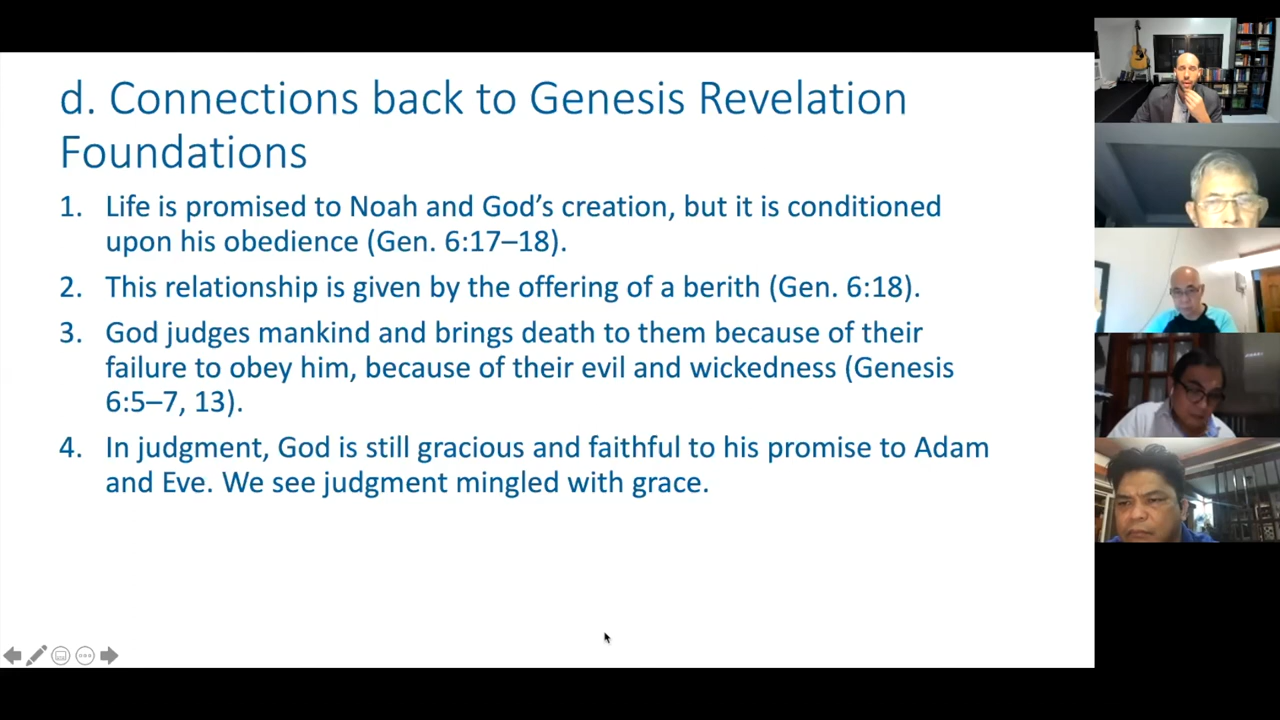 d. Connections back to Genesis Revelation
Foundations
1. Life is promised to Noah and God’s creation, but it is conditioned
upon his obedience (Gen. 6:17–18).
2. This relationship is given by the offering of a berith (Gen. 6:18).
3. God judges mankind and brings death to them because of their
failure to obey him, because of their evil and wickedness (Genesis
6:5–7, 13).
4. In judgment, God is still gracious and faithful to his promise to Adam
and Eve. We see judgment mingled with grace.